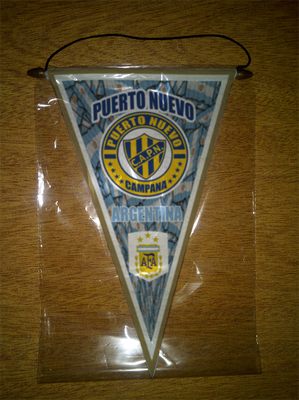 PUERTO NUEVO
PUERTO NUEVO
C.A.P.N.
CAMPANA
ARGENTINA
AFA